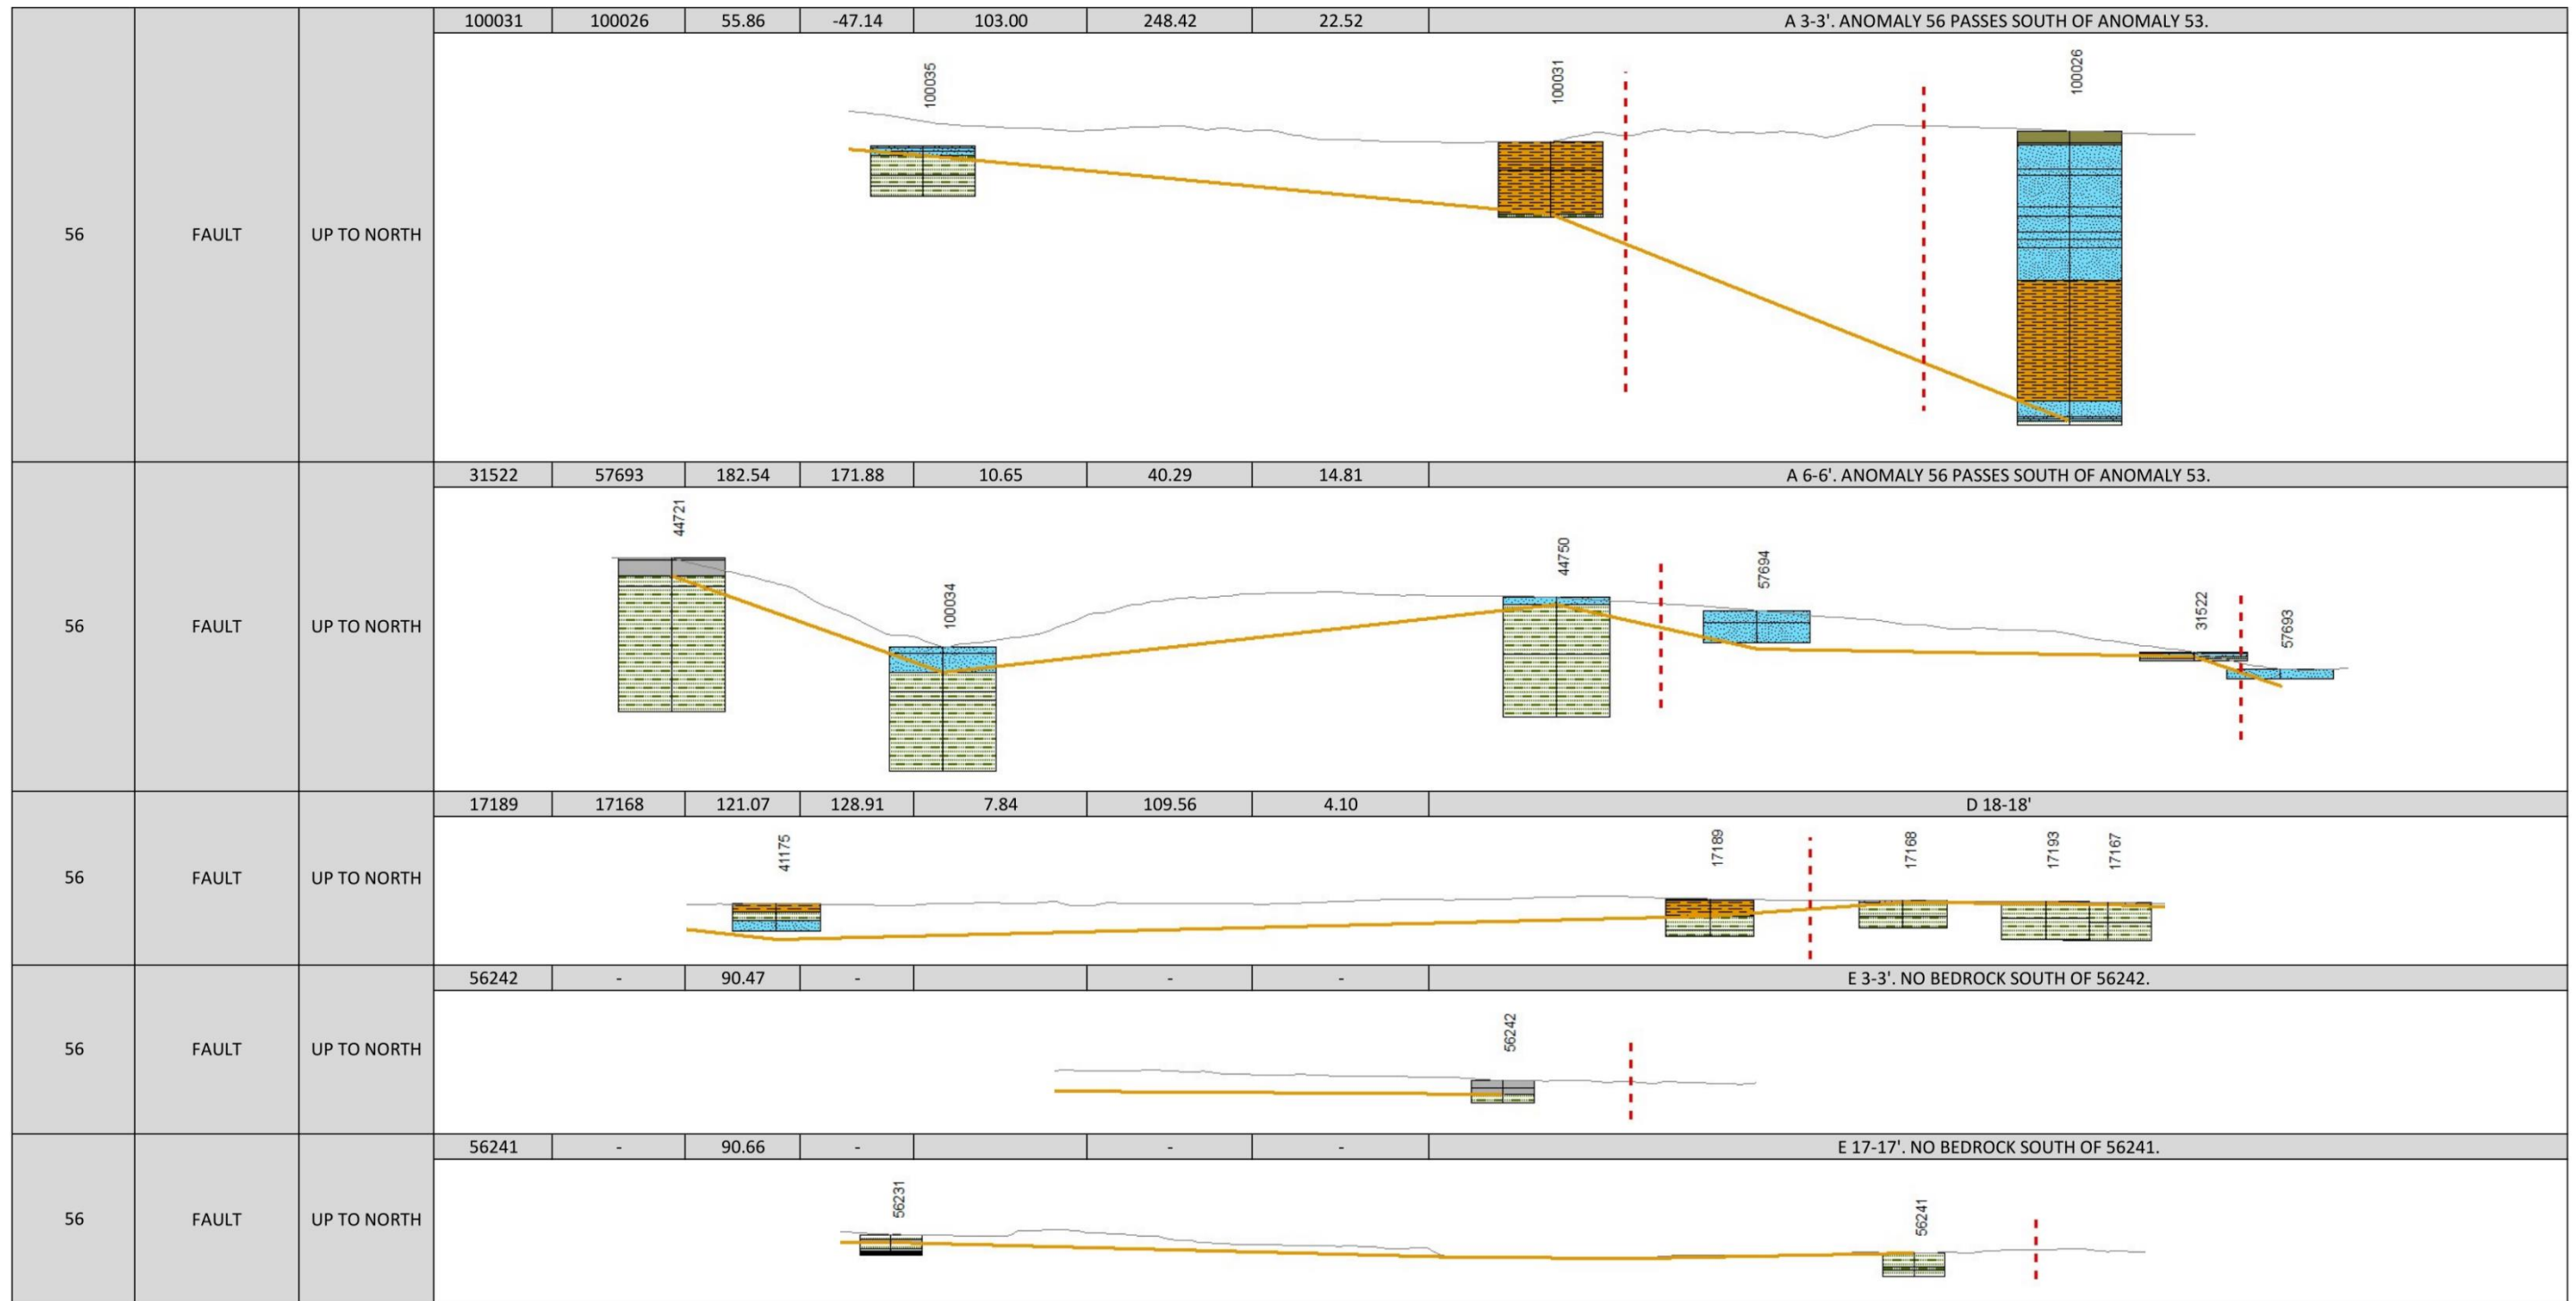 100031 100026 55.86 -47.14 103.00 248.42 22.52 A 3-3'. ANOMALY 56 PASSES SOUTH OF ANOMALY 53.
56 FAULT UP TO NORTH
100035 100031 100026
31522 57693 182.54 171.88 10.65 40.29 14.81 A 6-6'. ANOMALY 56 PASSES SOUTH OF ANOMALY 53.
56 FAULT UP TO NORTH
44721 100034 44750 57694 31522 57693
17189 17168 121.07 128.91 7.84 109.56 4.10 D 18-18'
56 FAULT UP TO NORTH
41175 17189 17168 17193 17167
56242 - 90.47 - - - E 3-3'. NO BEDROCK SOUTH OF 56242.
56 FAULT UP TO NORTH
56242
56241 - 90.66 - - - E 17-17'. NO BEDROCK SOUTH OF 56241.
56 FAULT UP TO NORTH
56231 56241